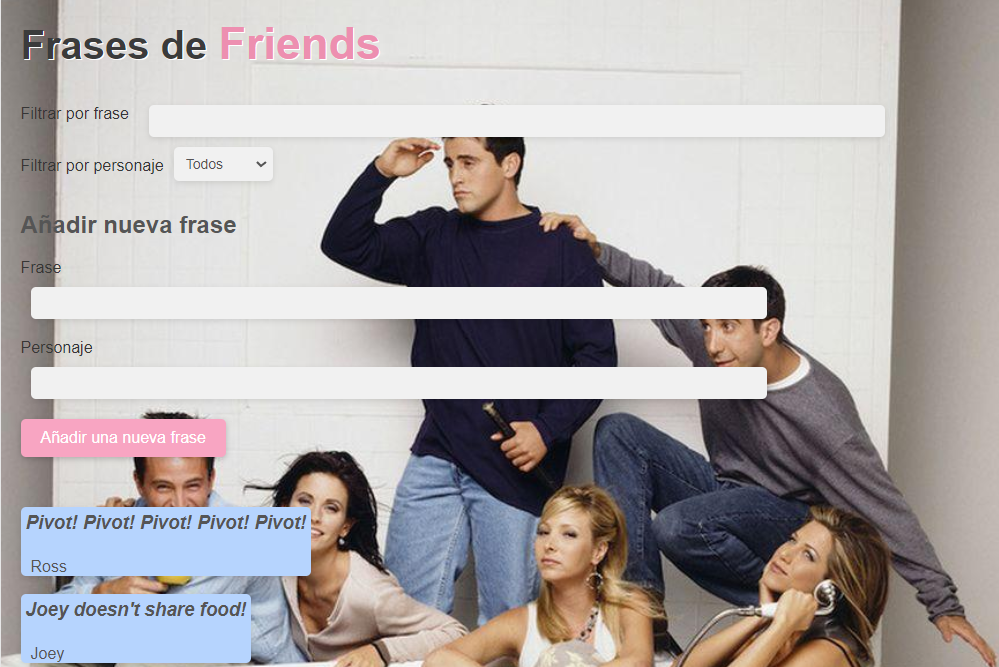 Frases de Friends
Filtrar por frase
Filtrar por personaje Todos
Añadir nueva frase
Frase
Personaje
Añadir una nueva frase
Pivot! Pivot! Pivot! Pivot! Pivot!
Ross
Joey doesn't share food!
Joey